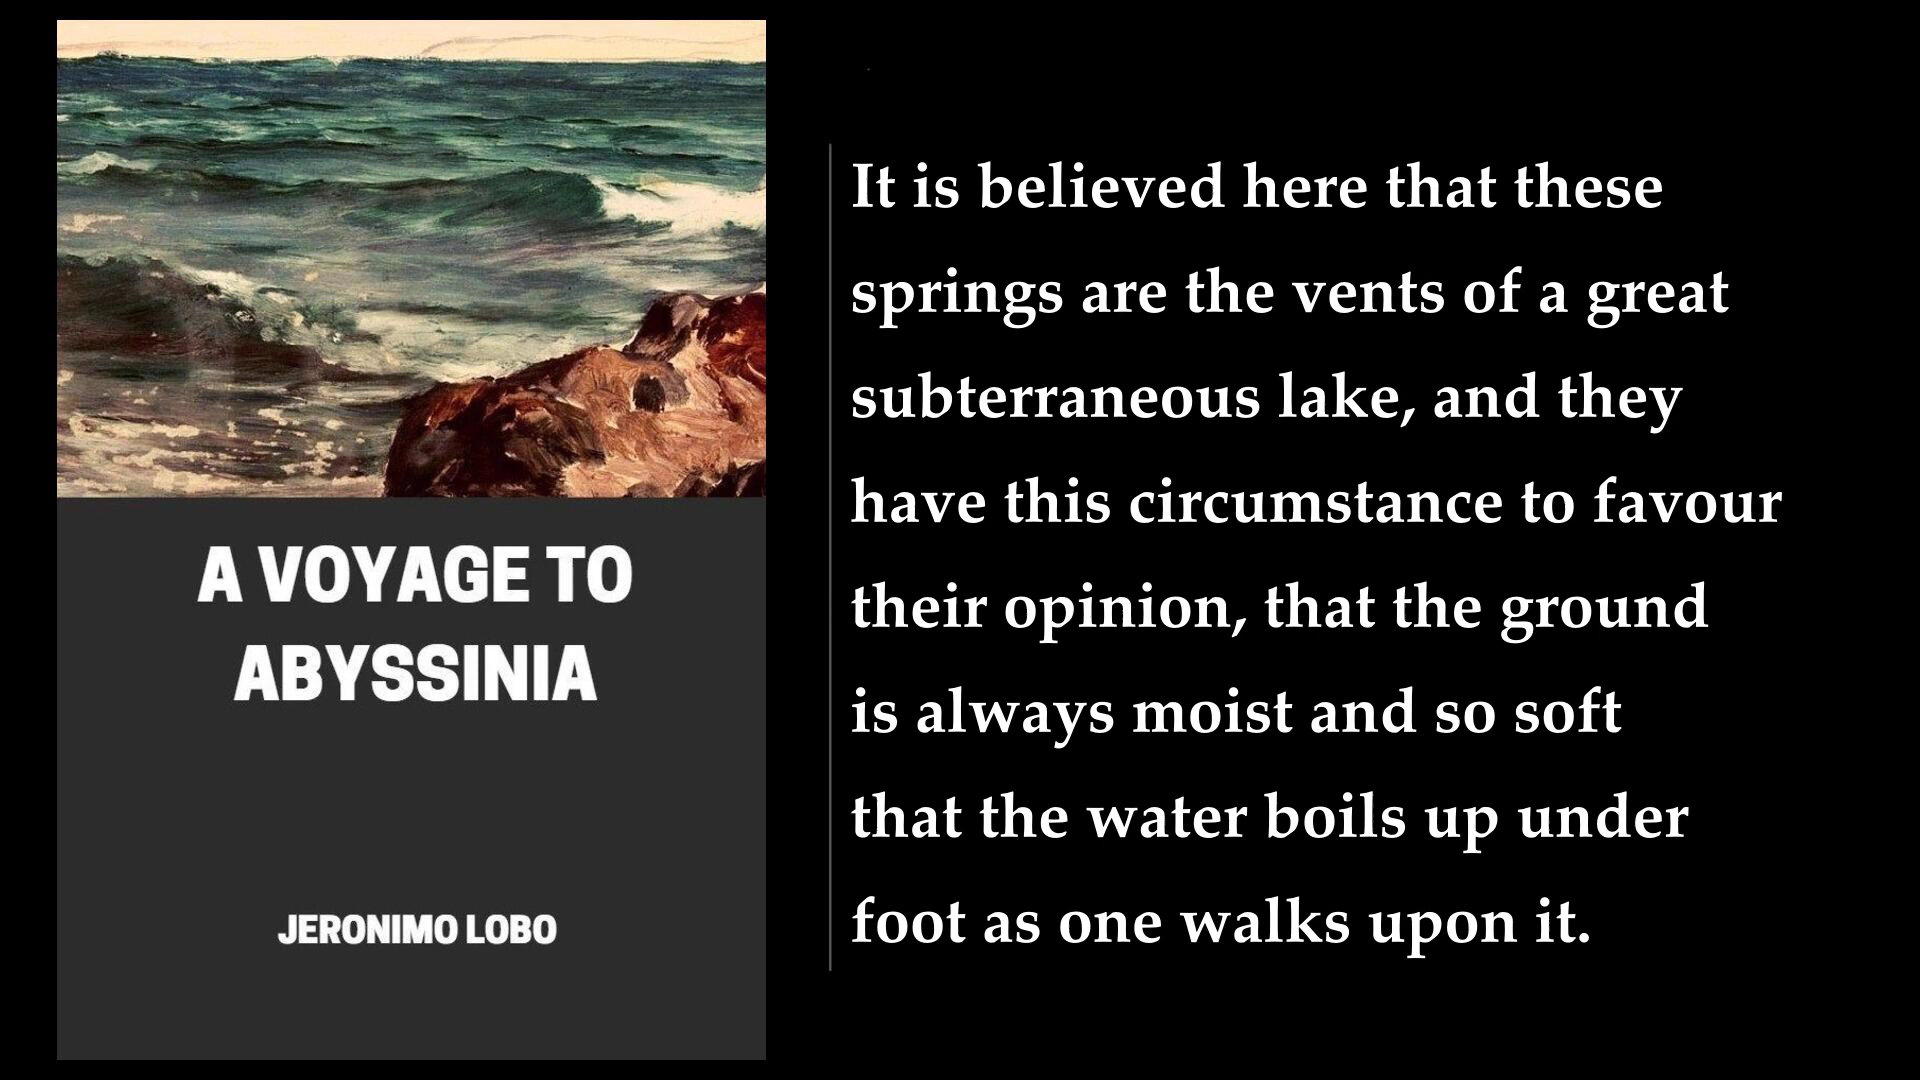 A VOYAGE TO
ABYSSINIA
JERONIMO LOBO
It is believed here that these
springs are the vents of a great
subterraneous lake, and they
have this circumstance to favour
their opinion, that the ground
is always moist and so soft
that the water boils up under
foot as one walks upon it.